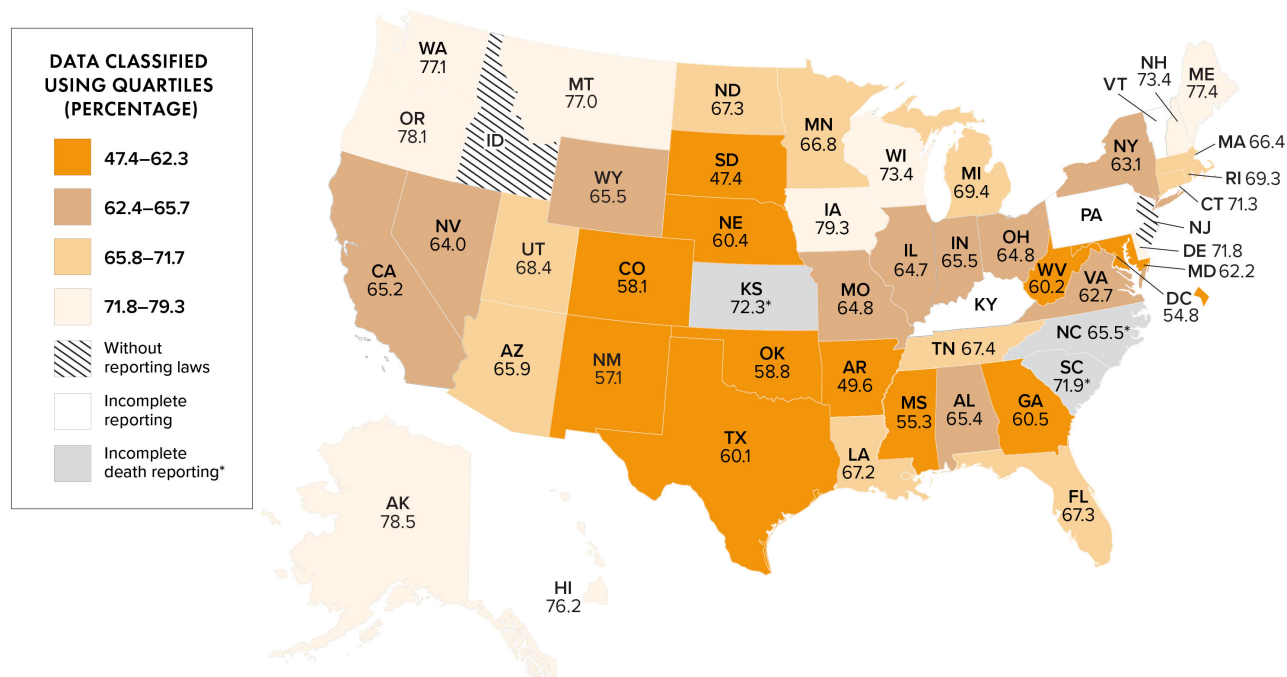 DATA CLASSIFIED
USING QUARTILES
(PERCENTAGE)
47.4–62.3
62.4–65.7
65.8–71.7
71.8–79.3
Without
reporting laws
Incomplete
reporting
Incomplete
death reporting*
WA
77.1
OR
78.1
ID
MT
77.0
WY
65.5
CA
65.2
NV
64.0
UT
68.4
AZ
65.9
CO
58.1
NM
57.1
ND
67.3
SD
47.4
NE
60.4
KS
72.3*
OK
58.8
TX
60.1
MN
66.8
IA
79.3
MO
64.8
AR
49.6
LA
67.2
WI
73.4
IL
64.7
MI
69.4
IN
65.5
OH
64.8
KY
TN 67.4
MS
55.3
AL
65.4
GA
60.5
FL
67.3
SC
71.9*
NC 65.5*
VA
62.7
WV
60.2
PA
NY
63.1
VT
NH
73.4
ME
77.4
MA 66.4
RI 69.3
CT 71.3
NJ
DE 71.8
MD 62.2
DC
54.8
AK
78.5
HI
76.2